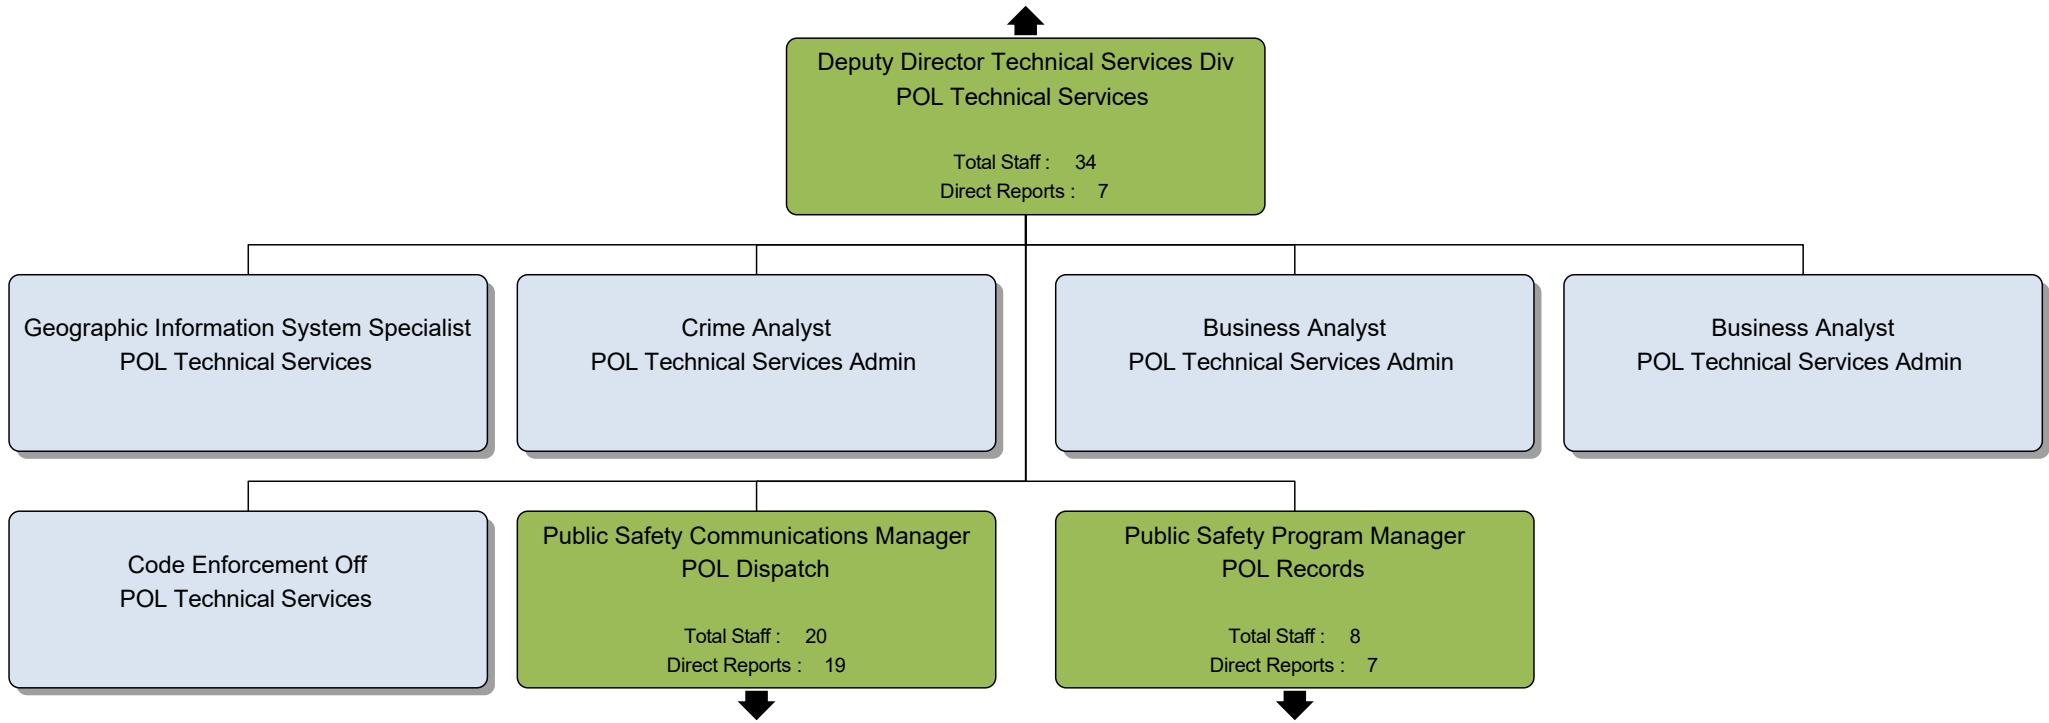 Deputy Director Technical Services Div
POL Technical Services
Total Staff : 34
Direct Reports : 7
Geographic Information System Specialist
POL Technical Services
Crime Analyst
POL Technical Services Admin
Business Analyst
POL Technical Services Admin
Business Analyst
POL Technical Services Admin
Code Enforcement Off
POL Technical Services
Public Safety Communications Manager
POL Dispatch
Total Staff : 20
Direct Reports : 19
Public Safety Program Manager
POL Records
Total Staff : 8
Direct Reports : 7